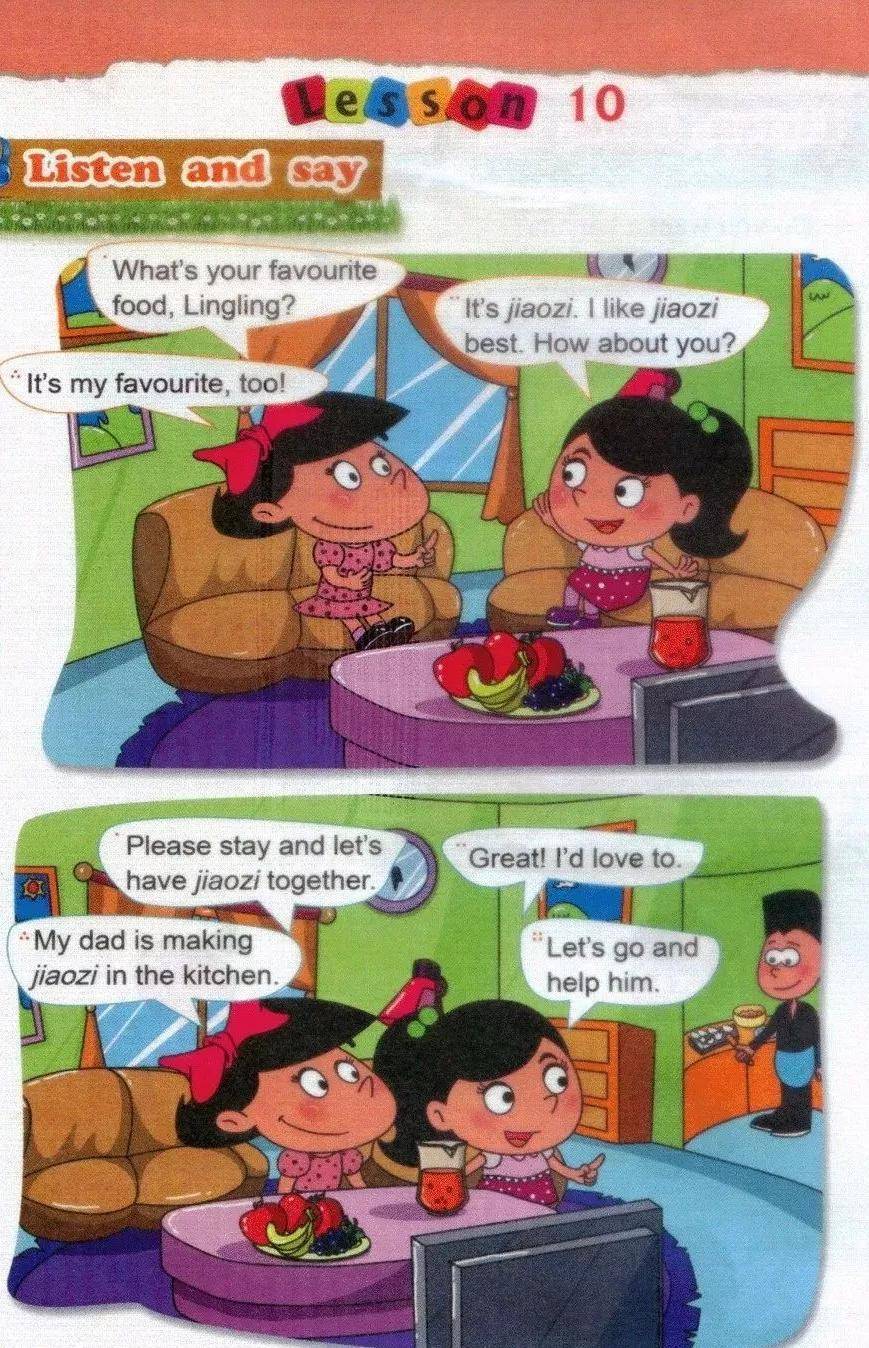 Lesson 10
Listen and say
What's your favourite
food, Lingling?
It's jiaozi. I like jiaozi
best. How about you?
It's my favourite, too!
Please stay and let's
have jiaozi together.
Great! I'd love to.
My dad is making
jiaozi in the kitchen.
Let's go and
help him.